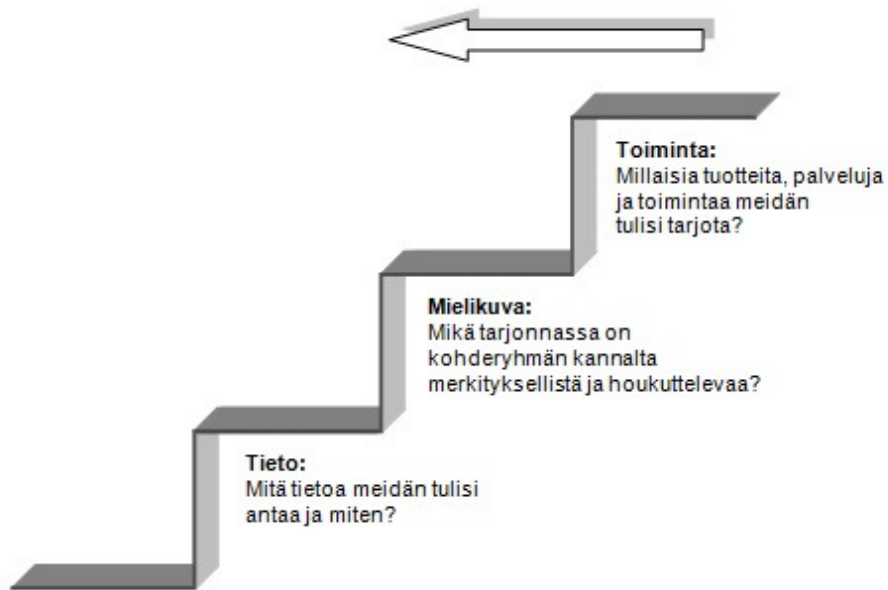 Toiminta:
Millaisia tuotteita, palveluja
ja toimintaa meidän
tulisi tarjota?
Mielikuva:
Mikä tarjonnassa on
kohderyhmän kannalta
merkityksellistä ja houkuttelevaa?
Tieto:
Mitä tietoa meidän tulisi
antaa ja miten?